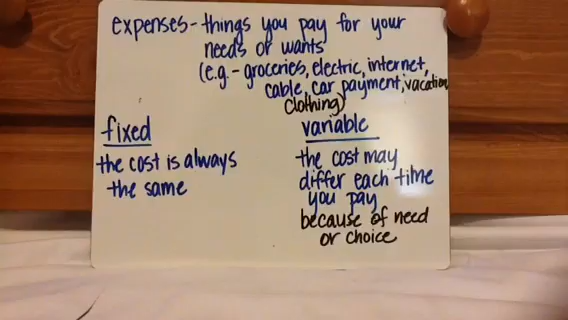 expenses - things you pay for your
needs or wants
(e.g. - groceries, electric, internet,
cable, car payment, vacation,
clothing)
fixed
the cost is always
the same
variable
the cost may
differ each time
you pay
because of need
or choice